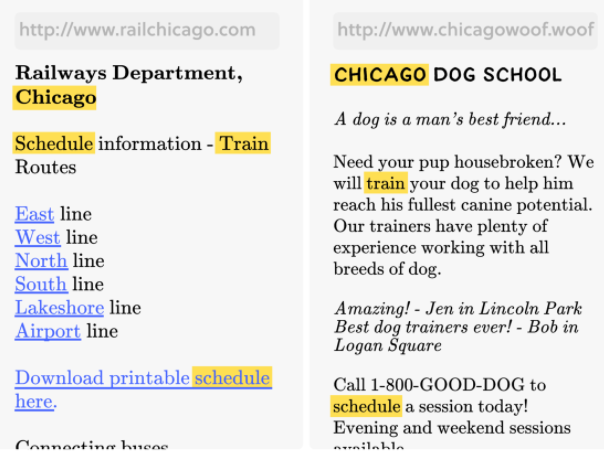 http://www.railchicago.com
Railways Department,
Chicago
Schedule information - Train
Routes
East line
West line
North line
South line
Lakeshore line
Airport line
Download printable schedule
here.
Connecting buses
http://www.chicagowoof.woof
CHICAGO DOG SCHOOL
A dog is a man's best friend...
Need your pup housebroken? We
will train your dog to help him
reach his fullest canine potential.
Our trainers have plenty of
experience working with all
breeds of dog.
Amazing! - Jen in Lincoln Park
Best dog trainers ever! - Bob in
Logan Square
Call 1-800-GOOD-DOG to
schedule a session today!
Evening and weekend sessions
available